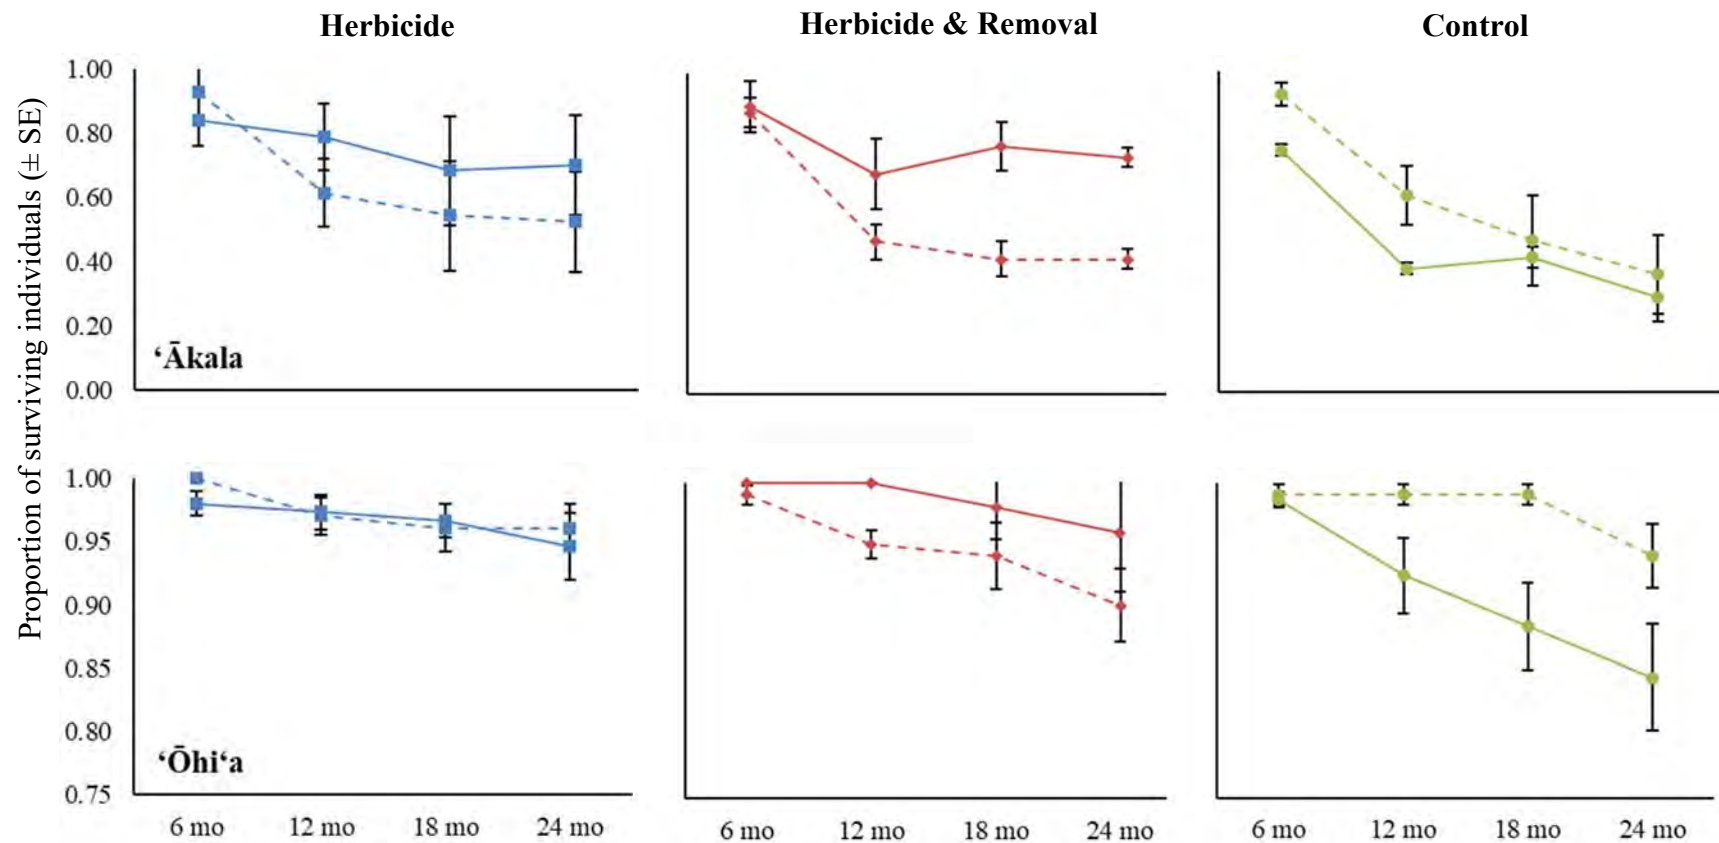 Herbicide
Herbicide & Removal
Control
Proportion of surviving individuals (± SE)
1.00
0.80
0.60
0.40
0.20
0.00
ʻĀkala
1.00
0.95
0.90
0.85
0.80
0.75
ʻŌhiʻa
6 mo 12 mo 18 mo 24 mo
6 mo 12 mo 18 mo 24 mo
6 mo 12 mo 18 mo 24 mo